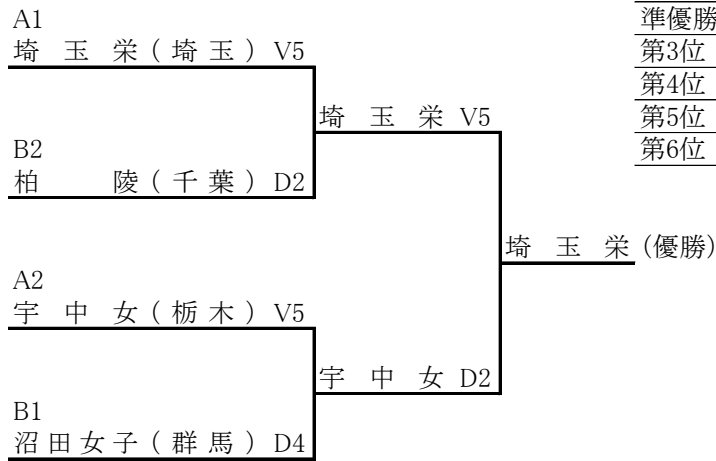 A1
埼玉栄(埼玉) V5
B2
柏陵(千葉) D2
埼玉栄 V5
A2
宇中女(栃木) V5
B1
沼田女子(群馬) D4
宇中女 D2
埼玉栄 (優勝)
準優勝
第3位
第4位
第5位
第6位